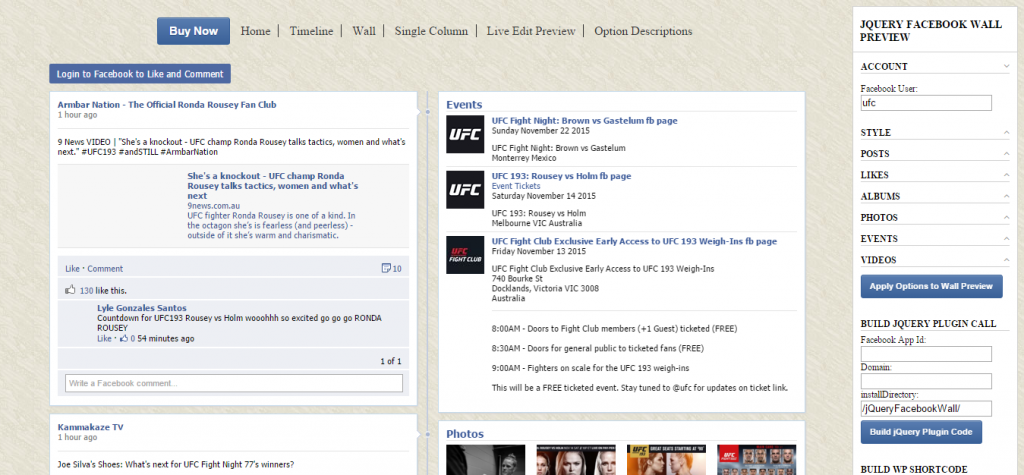 Buy Now
Home
Timeline
Wall
Single Column
Live Edit Preview
Option Descriptions
Login to Facebook to Like and Comment
Armbar Nation - The Official Ronda Rousey Fan Club
1 hour ago
9 News VIDEO | "She's a knockout - UFC champ Ronda Rousey talks tactics, women and what's
next." #UFC193 #andSTILL #ArmbarNation
She's a knockout - UFC champ Ronda
Rousey talks tactics, women and what's
next
9news.com.au
UFC fighter Ronda Rousey is one of a kind. In
the octagon she's is fearless (and peerless) -
outside of it she's warm and charismatic.
Like · Comment
10
130 like this.
Lyle Gonzales Santos
Countdown for UFC193 Rousey vs Holm wooohhh so excited go go go RONDA
ROUSEY
Like · 0 54 minutes ago
1 of 1
Write a Facebook comment...
Kammakaze TV
1 hour ago
Joe Silva's Shoes: What's next for UFC Fight Night 77's winners?
Events
UFC
UFC Fight Night: Brown vs Gastelum fb page
Sunday November 22 2015
UFC Fight Night: Brown vs Gastelum
Monterrey Mexico
UFC
UFC 193: Rousey vs Holm fb page
Event Tickets
Saturday November 14 2015
UFC 193: Rousey vs Holm
Melbourne VIC Australia
UFC
FIGHT CLUB
UFC Fight Club Exclusive Early Access to UFC 193 Weigh-Ins fb page
Friday November 13 2015
UFC Fight Club Exclusive Early Access to UFC 193 Weigh-Ins
740 Bourke St
Docklands, Victoria VIC 3008
Australia
8:00AM - Doors to Fight Club members (+1 Guest) ticketed (FREE)
8:30AM - Doors for general public to ticketed fans (FREE)
9:00AM - Fighters on scale for the UFC 193 weigh-ins
This will be a FREE ticketed event. Stay tuned to @ufc for updates on ticket link.
Photos
JQUERY FACEBOOK WALL
PREVIEW
ACCOUNT
Facebook User:
ufc
STYLE
POSTS
LIKES
ALBUMS
PHOTOS
EVENTS
VIDEOS
Apply Options to Wall Preview
BUILD JQUERY PLUGIN CALL
Facebook App Id:
Domain:
installDirectory:
/jQueryFacebookWall/
Build jQuery Plugin Code
BUILD WP SHORTCODE